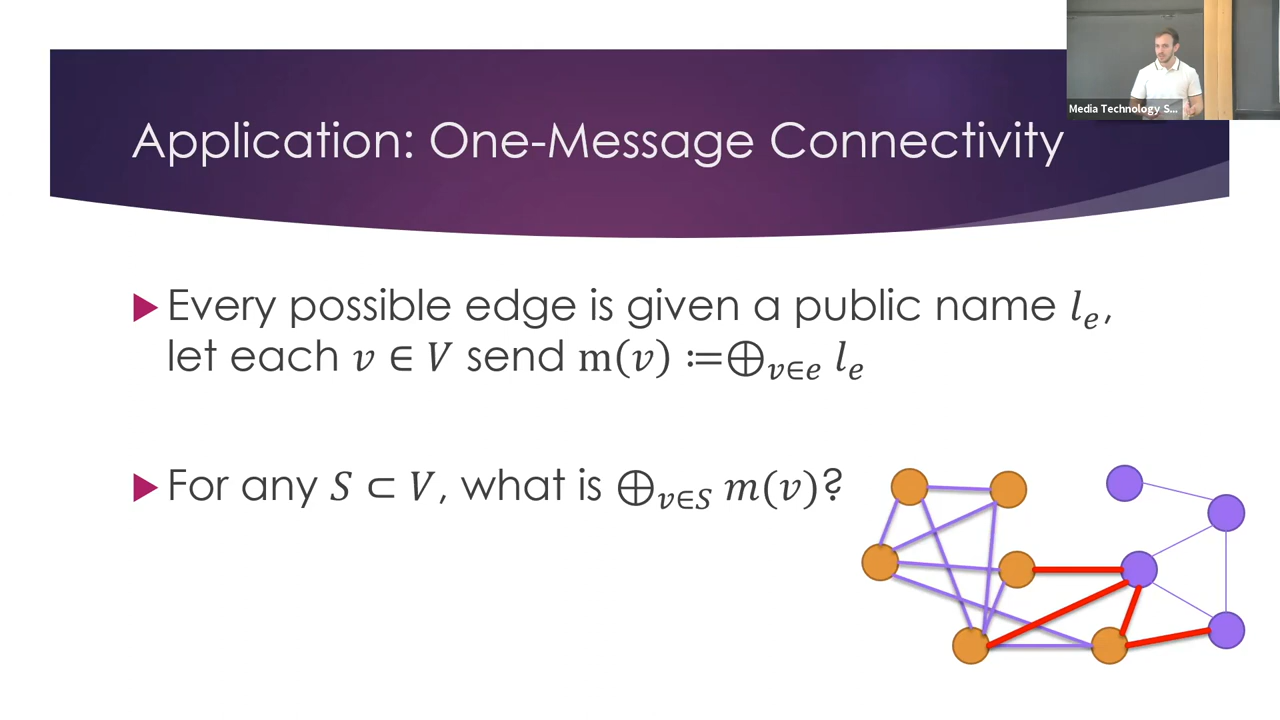 Media Technology S...
Application: One-Message Connectivity
Every possible edge is given a public name lₑ,
let each 𝑣 ∈ 𝑉 send m(𝑣) ≔⊕_{𝑣∈𝑒} 𝑙ₑ
For any 𝑆 ⊂ 𝑉, what is ⊕_{𝑣∈𝑆} 𝑚(𝑣)?